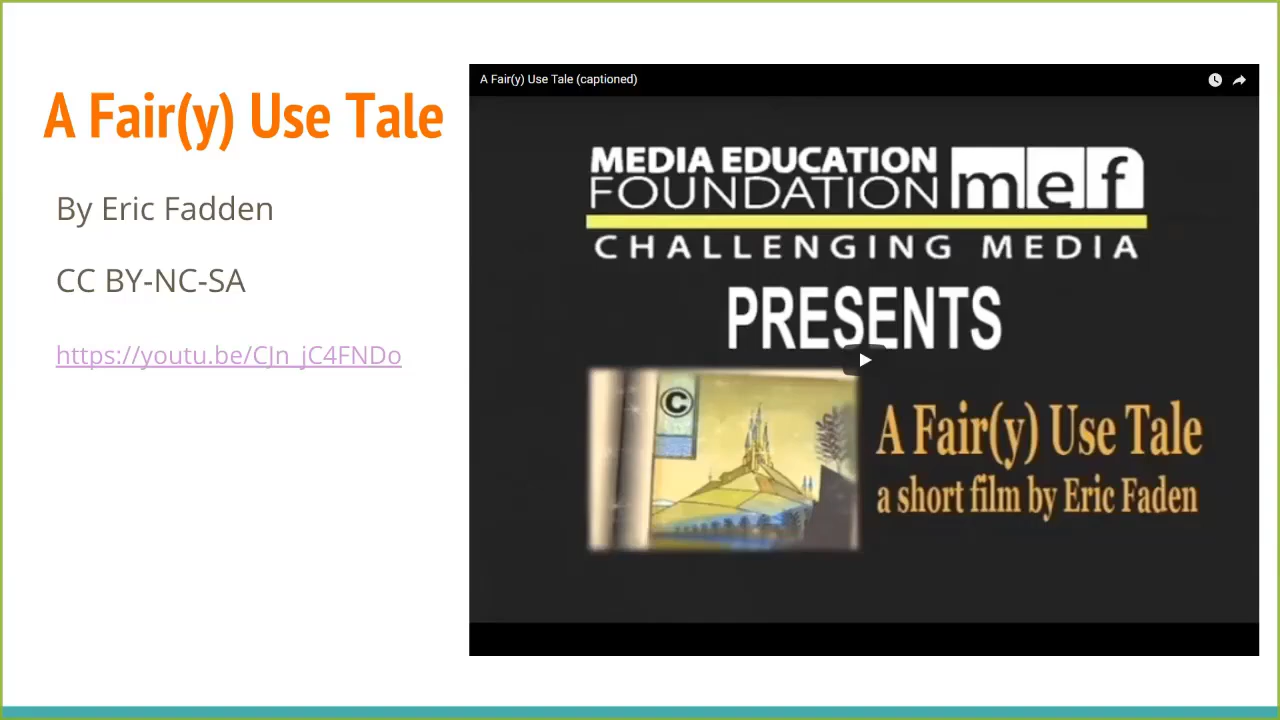 A Fair(y) Use Tale
By Eric Fadden
CC BY-NC-SA
https://youtu.be/CJn_jC4FNDo
A Fair(y) Use Tale (captioned)
MEDIA EDUCATION
FOUNDATION mef
CHALLENGING MEDIA
PRESENTS
©
A Fair(y) Use Tale
a short film by Eric Faden